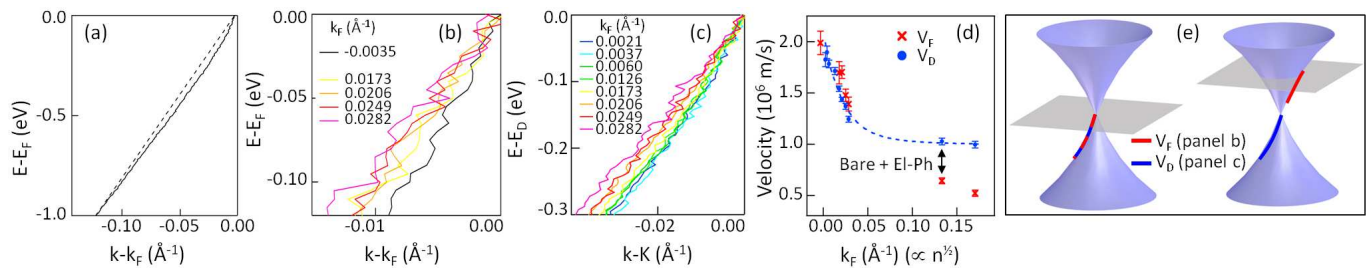 (a)
E-E_F (eV)
0.0
-0.5
-1.0
-0.10 -0.05 0.00
k-k_F (Å⁻¹)
(b)
k_F (Å⁻¹)
-0.0035
0.0173
0.0206
0.0249
0.0282
E-E_F (eV)
0.00
-0.05
-0.10
-0.01 0.00
k-k_F (Å⁻¹)
(c)
k_F (Å⁻¹)
0.0021
0.0037
0.0060
0.0126
0.0173
0.0206
0.0249
0.0282
E-E_D (eV)
0.0
-0.1
-0.2
-0.3
-0.02 0.00
k-K (Å⁻¹)
(d)
V_F
V_D
Velocity (10⁶ m/s)
2.0
1.5
1.0
0.5
Bare + El-Ph
0.00 0.05 0.10 0.15
k_F (Å⁻¹) (∝ n^½)
(e)
V_F (panel b)
V_D (panel c)